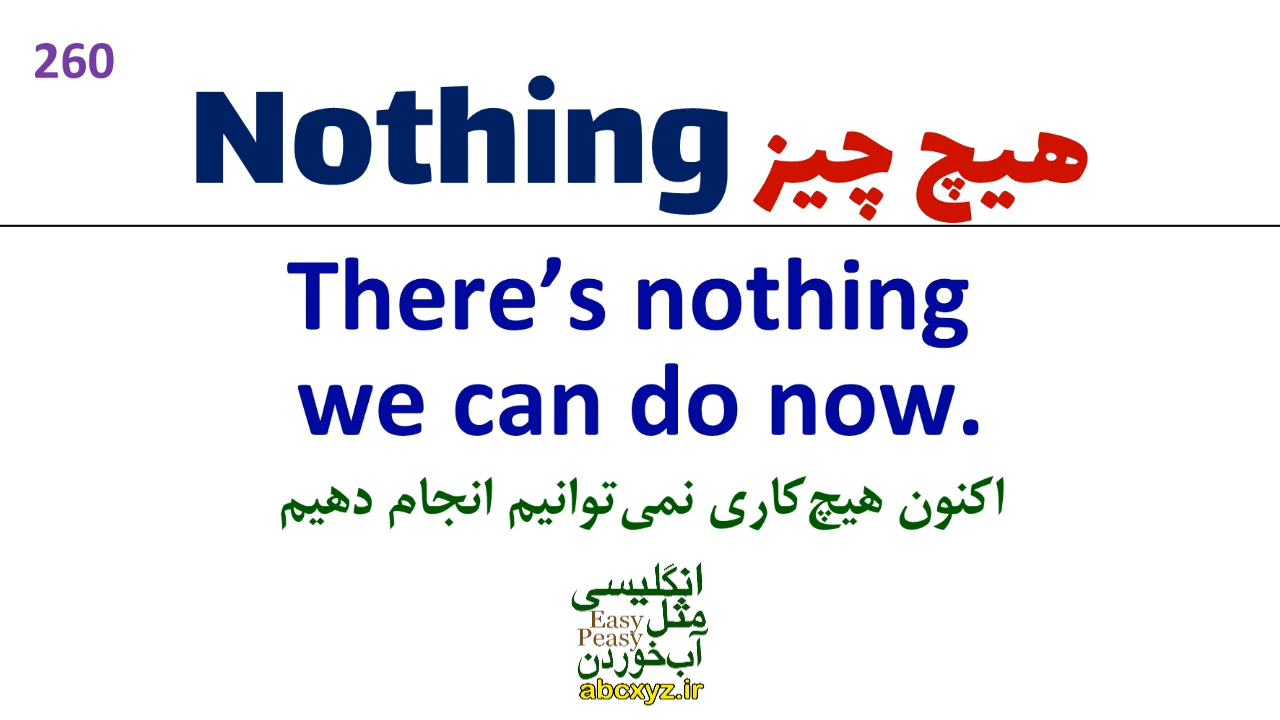 260
Nothing هیچ چیز
There’s nothing
we can do now.
اکنون هیچ‌کاری نمی‌توانیم انجام دهیم
انگلیسی
مثل Easy
Peasy
آب‌خوردن
abcxyz.ir